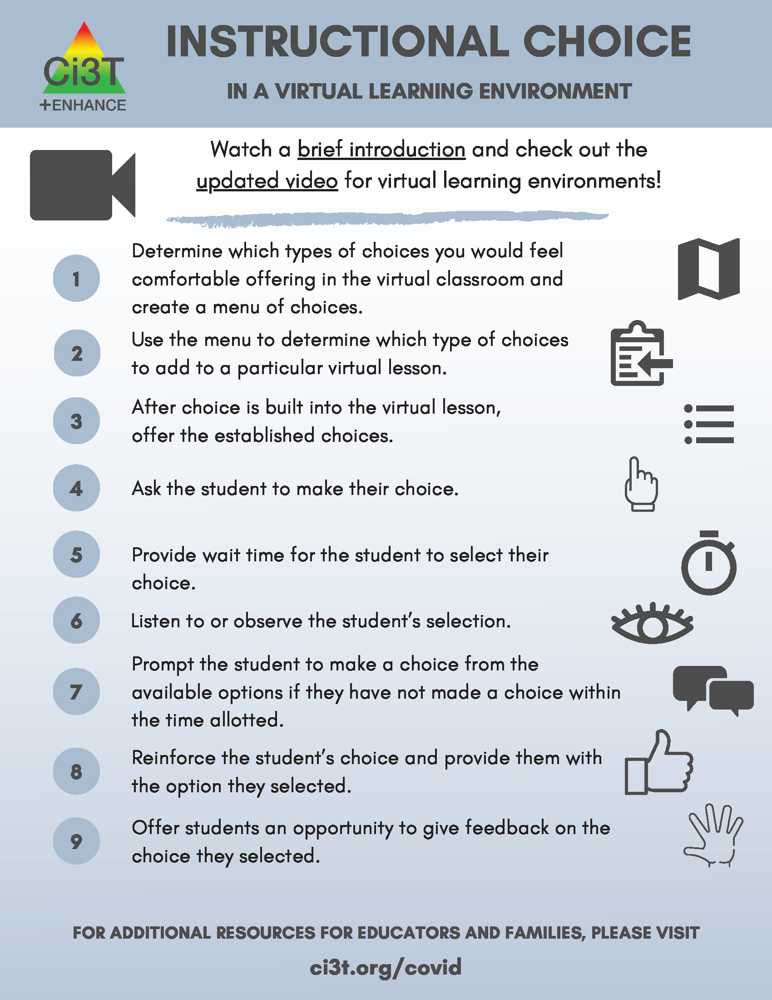 Ci3T
+ENHANCE
INSTRUCTIONAL CHOICE
IN A VIRTUAL LEARNING ENVIRONMENT
Watch a brief introduction and check out the
updated video for virtual learning environments!
1
Determine which types of choices you would feel
comfortable offering in the virtual classroom and
create a menu of choices.
2
Use the menu to determine which type of choices
to add to a particular virtual lesson.
3
After choice is built into the virtual lesson,
offer the established choices.
4
Ask the student to make their choice.
5
Provide wait time for the student to select their
choice.
6
Listen to or observe the student's selection.
7
Prompt the student to make a choice from the
available options if they have not made a choice within
the time allotted.
8
Reinforce the student's choice and provide them with
the option they selected.
9
Offer students an opportunity to give feedback on the
choice they selected.
FOR ADDITIONAL RESOURCES FOR EDUCATORS AND FAMILIES, PLEASE VISIT
ci3t.org/covid